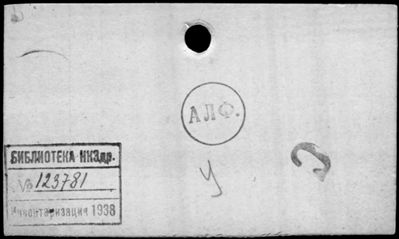 АЛФ.
БИБЛИОТЕКА НКЗдр.
№ 123781
Инвентаризация 1938
У